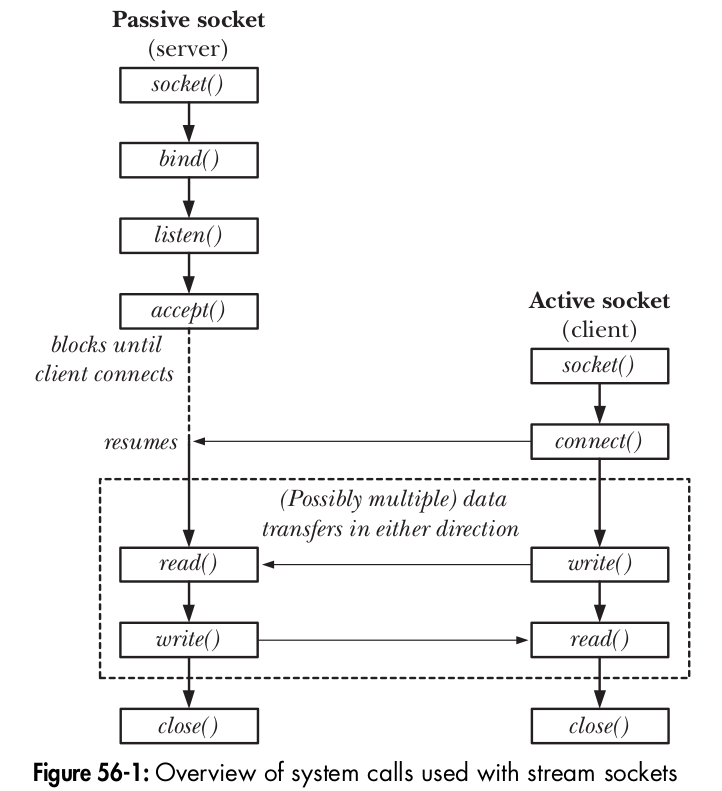 Passive socket
(server)
socket()
bind()
listen()
accept()
blocks until
client connects
resumes
Active socket
(client)
socket()
connect()
(Possibly multiple) data
transfers in either direction
read()
write()
write()
read()
close()
close()
Figure 56-1: Overview of system calls used with stream sockets